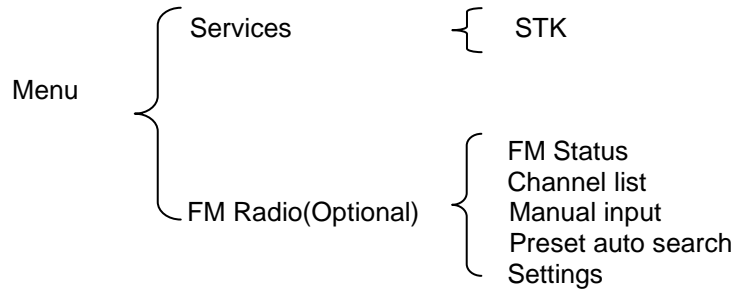 Services STK
Menu
FM Status
Channel list
FM Radio(Optional) Manual input
Preset auto search
Settings